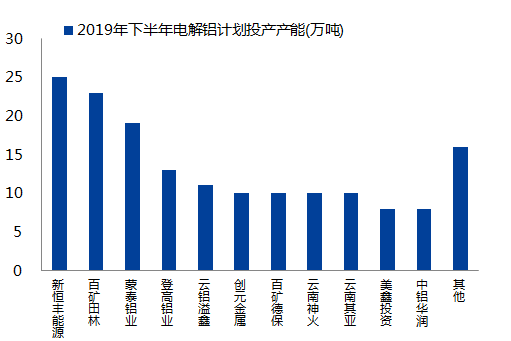 2019年下半年电解铝计划投产产能(万吨)
30
25
20
15
10
5
0
新恒丰能源
百矿田林
蒙泰铝业
登高铝业
云铝溢鑫
创元金属
百矿德保
云南神火
云南其亚
美鑫投资
中铝华润
其他